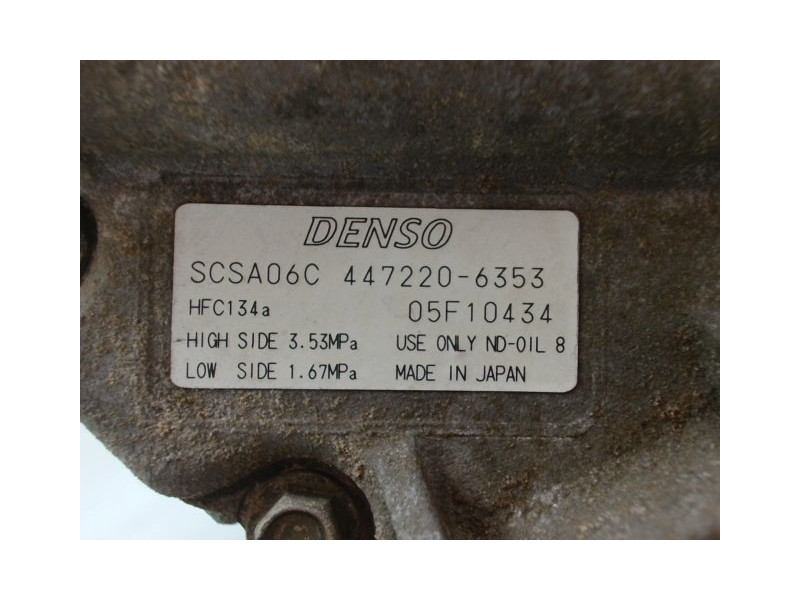 DENSO
SCSA06C 447220-6353
HFC134a 05F10434
HIGH SIDE 3.53MPa USE ONLY ND-OIL 8
LOW SIDE 1.67MPa MADE IN JAPAN